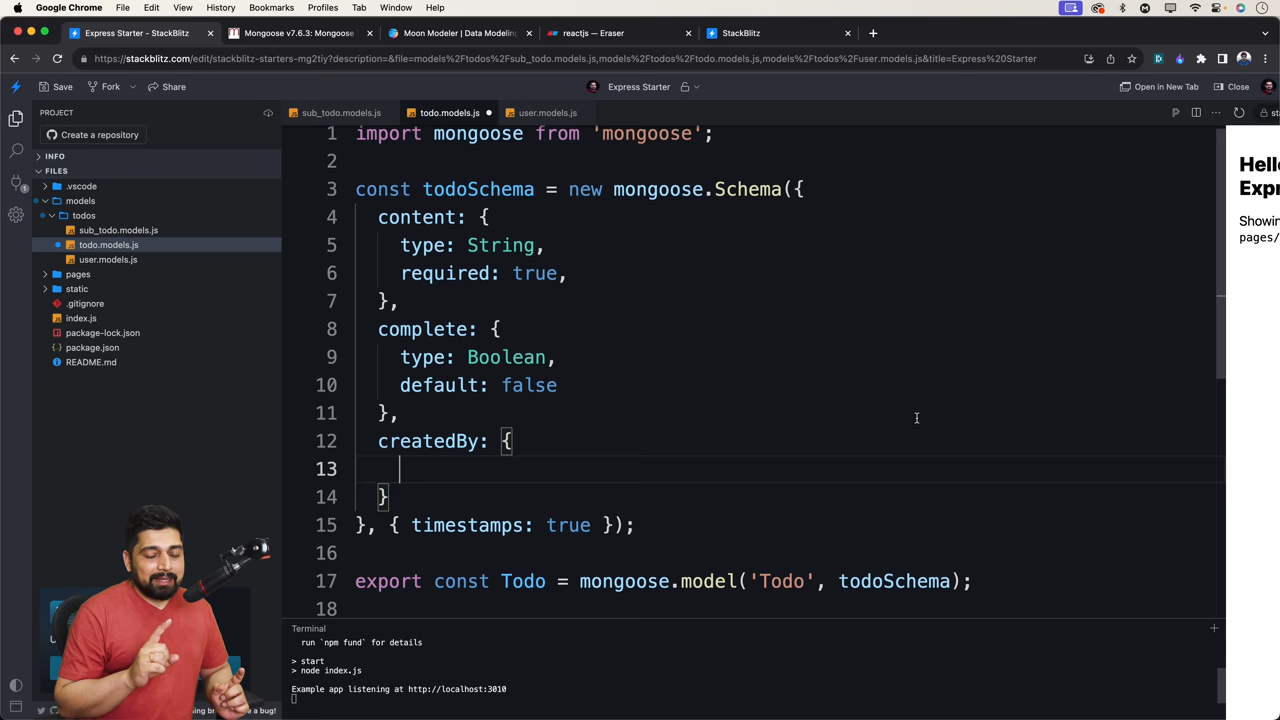 Google Chrome File Edit View History Bookmarks Profiles Tab Window Help
Express Starter - StackBlitz
Mongoose v7.6.3: Mongoose
Moon Modeler | Data Modeling
reactjs — Eraser
StackBlitz
stackblitz.com/edit/stackblitz-starters-mg2tiy?description=&file=models%2Ftodos%2Fsub_todo.models.js,models%2Ftodos%2Ftodo.models.js,models%2Ftodos%2Fuser.models.js&title=Express%20Starter
Save Fork Share
Express Starter
Open in New Tab Close
PROJECT
Create a repository
INFO
FILES
.vscode
models
todos
sub_todo.models.js
todo.models.js
user.models.js
pages
static
.gitignore
index.js
package-lock.json
package.json
README.md
sub_todo.models.js todo.models.js user.models.js
1 import mongoose from 'mongoose';
2
3 const todoSchema = new mongoose.Schema({
4 content: {
5 type: String,
6 required: true,
7 },
8 complete: {
9 type: Boolean,
10 default: false
11 },
12 createdBy: {
13
14 }
15 }, { timestamps: true });
16
17 export const Todo = mongoose.model('Todo', todoSchema);
18
Terminal
run `npm fund` for details
> start
> node index.js
Example app listening at http://localhost:3010
Hell
Expr
Showin
pages/
a bug!